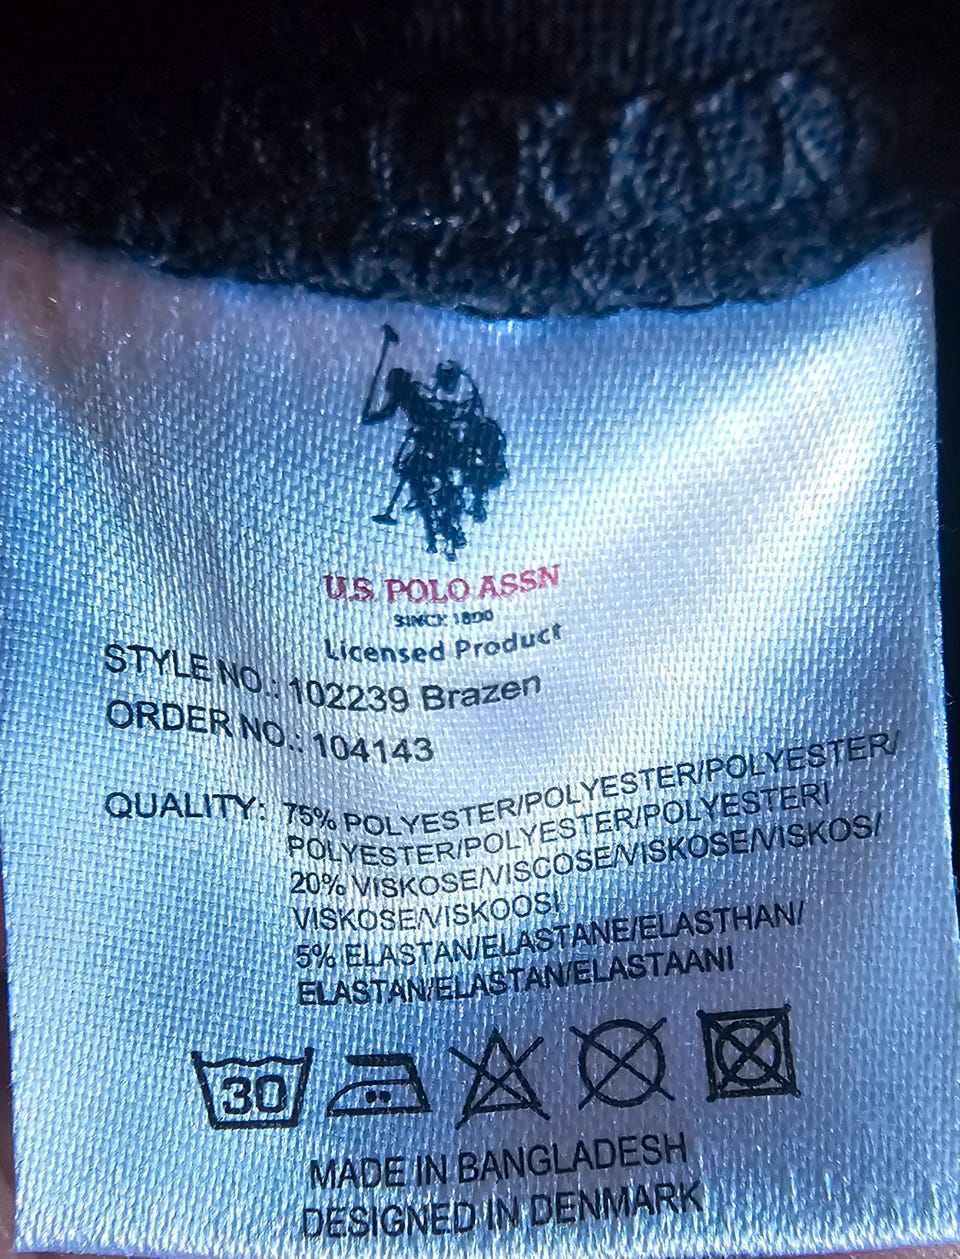 U.S. POLO ASSN
SINCE 1890
Licensed Product
STYLE NO.: 102239 Brazen
ORDER NO.: 104143
QUALITY: 75% POLYESTER/POLYESTER/POLYESTER/
POLYESTER/POLYESTER/POLYESTERI
20% VISKOSE/VISCOSE/VISKOSE/VISKOS/
VISKOSE/VISKOOSI
5% ELASTAN/ELASTANE/ELASTHAN/
ELASTAN/ELASTAN/ELASTAANI
30
MADE IN BANGLADESH
DESIGNED IN DENMARK